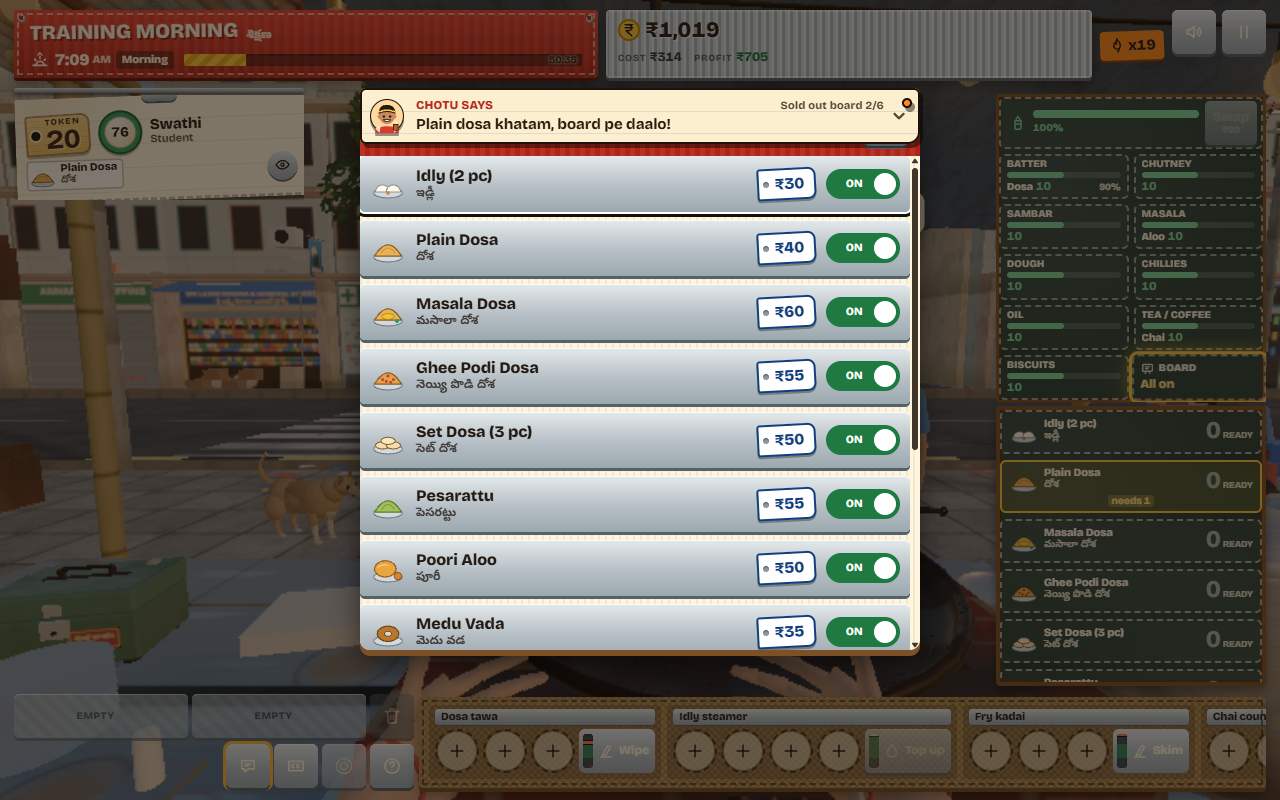 TRAINING MORNING శిక్షణ
7:09 AM Morning
₹ ₹1,019
COST ₹314 · PROFIT ₹705
x19
TOKEN
20
76
Swathi
Student
Plain Dosa
దోశ
CHOTU SAYS
Sold out board 2/6
Plain dosa khatam, board pe daalo!
Idly (2 pc)
ఇడ్లీ
₹30
ON
Plain Dosa
దోశ
₹40
ON
Masala Dosa
మసాలా దోశ
₹60
ON
Ghee Podi Dosa
నెయ్యి పొడి దోశ
₹55
ON
Set Dosa (3 pc)
సెట్ దోశ
₹50
ON
Pesarattu
పెసరట్టు
₹55
ON
Poori Aloo
పూరీ
₹50
ON
Medu Vada
మెదు వడ
₹35
ON
100%
BATTER
Dosa 10 90%
CHUTNEY
10
SAMBAR
10
MASALA
Aloo 10
DOUGH
10
CHILLIES
10
OIL
10
TEA / COFFEE
Chai 10
BISCUITS
10
BOARD
All on
Idly (2 pc)
ఇడ్లీ
0 READY
Plain Dosa
దోశ
0 READY
needs 1
Masala Dosa
మసాలా దోశ
0 READY
Ghee Podi Dosa
నెయ్యి పొడి దోశ
0 READY
Set Dosa (3 pc)
సెట్ దోశ
0 READY
EMPTY
EMPTY
Dosa tawa
Wipe
Idly steamer
Top up
Fry kadai
Skim
Chai coun